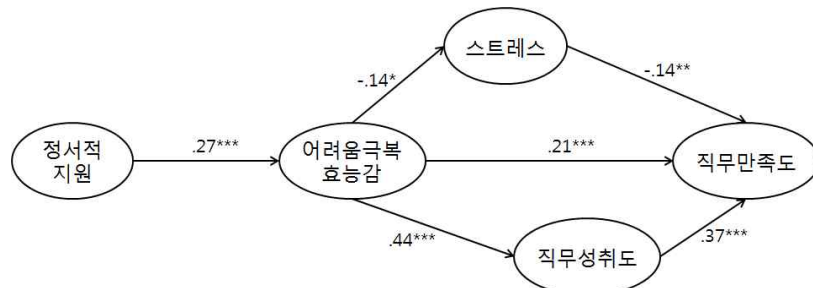 스트레스
-.14*
-.14**
정서적
지원
.27***
어려움극복
효능감
.21***
직무만족도
.44***
직무성취도
.37***